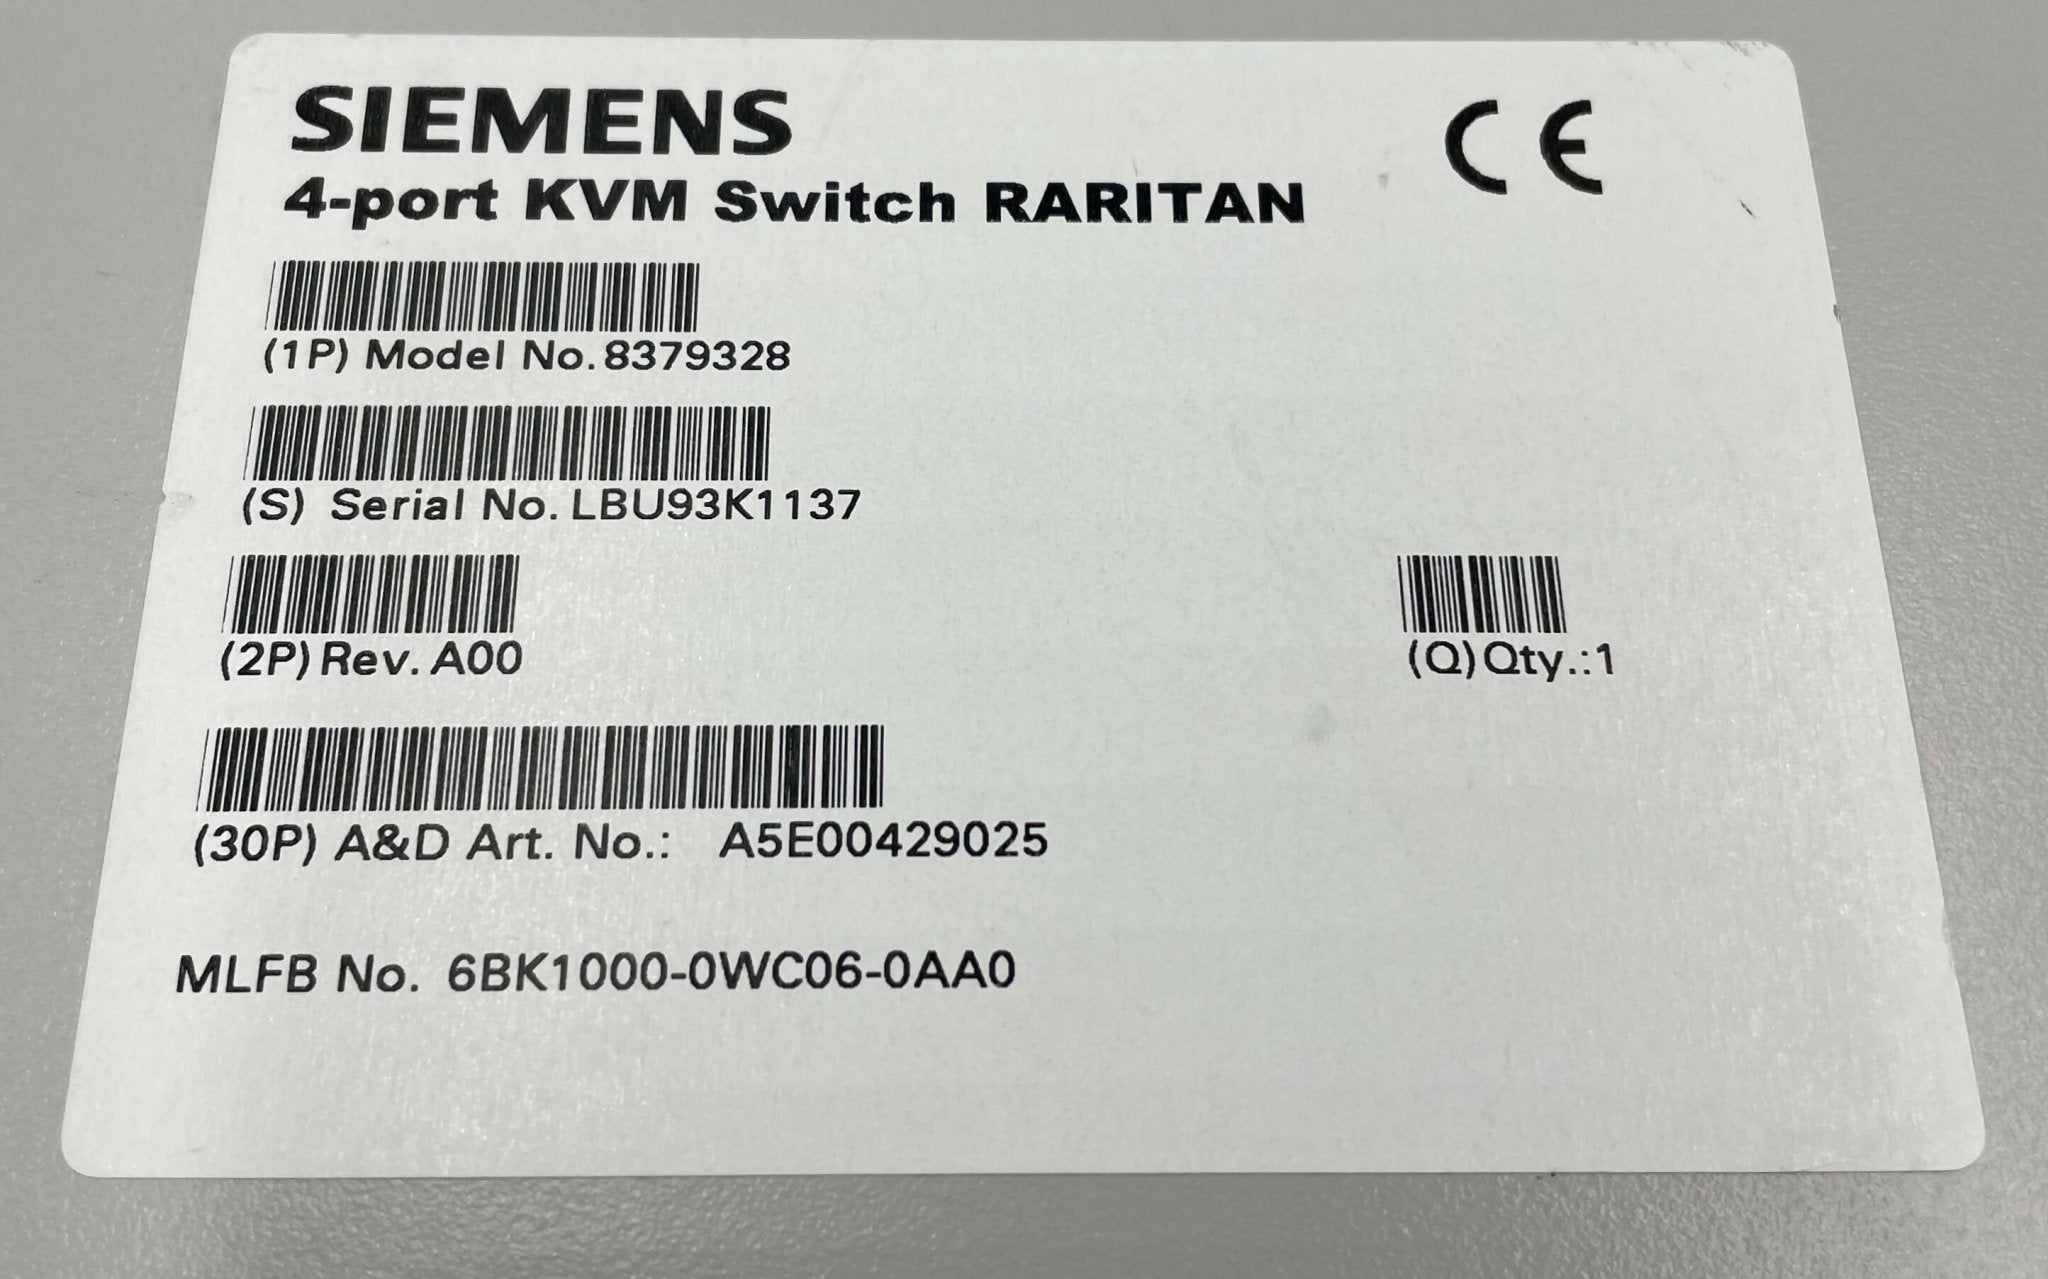 SIEMENS
CE
4-port KVM Switch RARITAN
(1P) Model No.8379328
(S) Serial No.LBU93K1137
(2P) Rev. A00
(Q) Qty.:1
(30P) A&D Art. No.: A5E00429025
MLFB No. 6BK1000-0WC06-0AA0